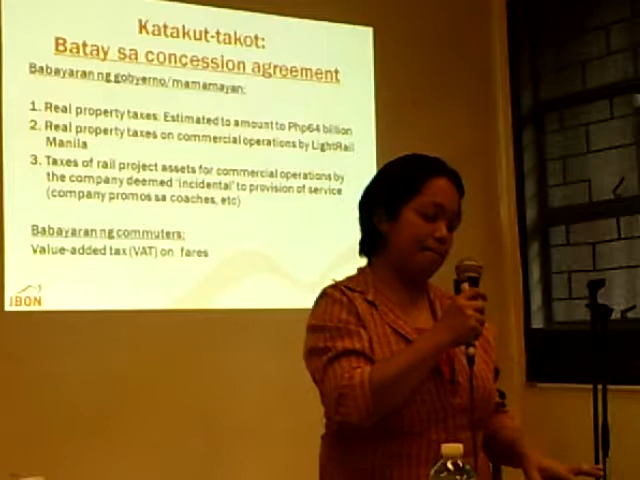 Katakut-takot:
Batay sa concession agreement
Babayaran ng gobyerno/mamamayan:
1. Real property taxes: Estimated to amount to Php64 billion
2. Real property taxes on commercial operations by LightRail
Manila
3. Taxes of rail project assets for commercial operations by
the company deemed 'incidental' to provision of service
(company promos sa coaches, etc)
Babayaran ng commuters:
Value-added tax (VAT) on fares
IBON